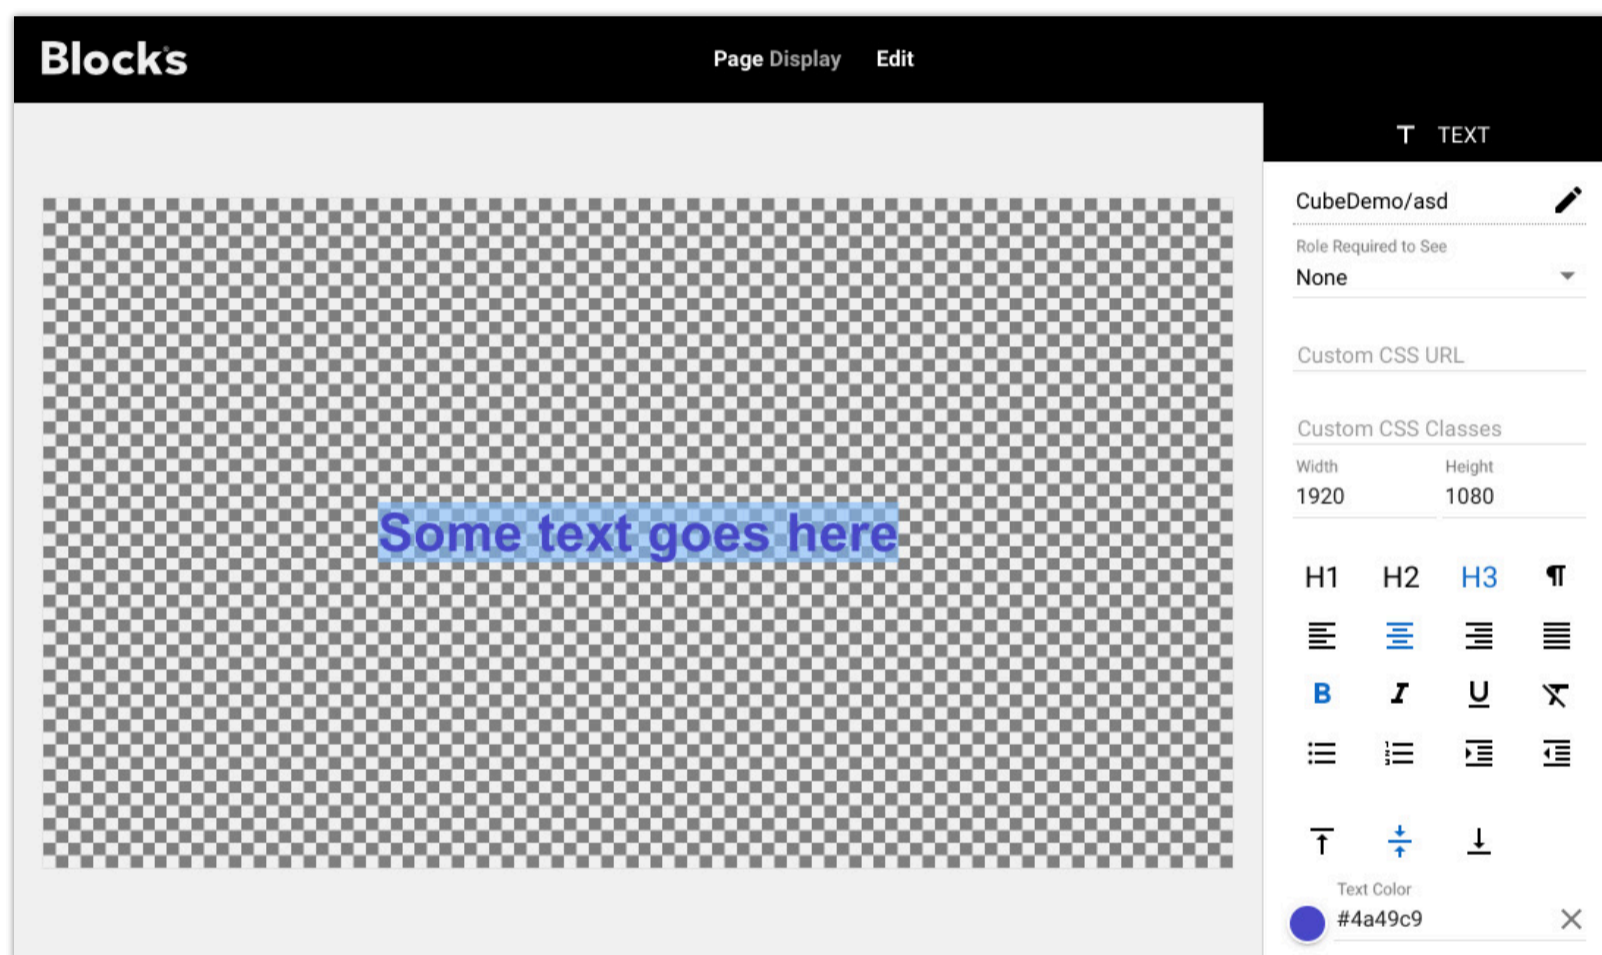 Blocks
Page Display Edit
TEXT
CubeDemo/asd
Role Required to See
None
Custom CSS URL
Custom CSS Classes
Width Height
1920 1080
Some text goes here
H1 H2 H3 ¶
B I U
Text Color
#4a49c9